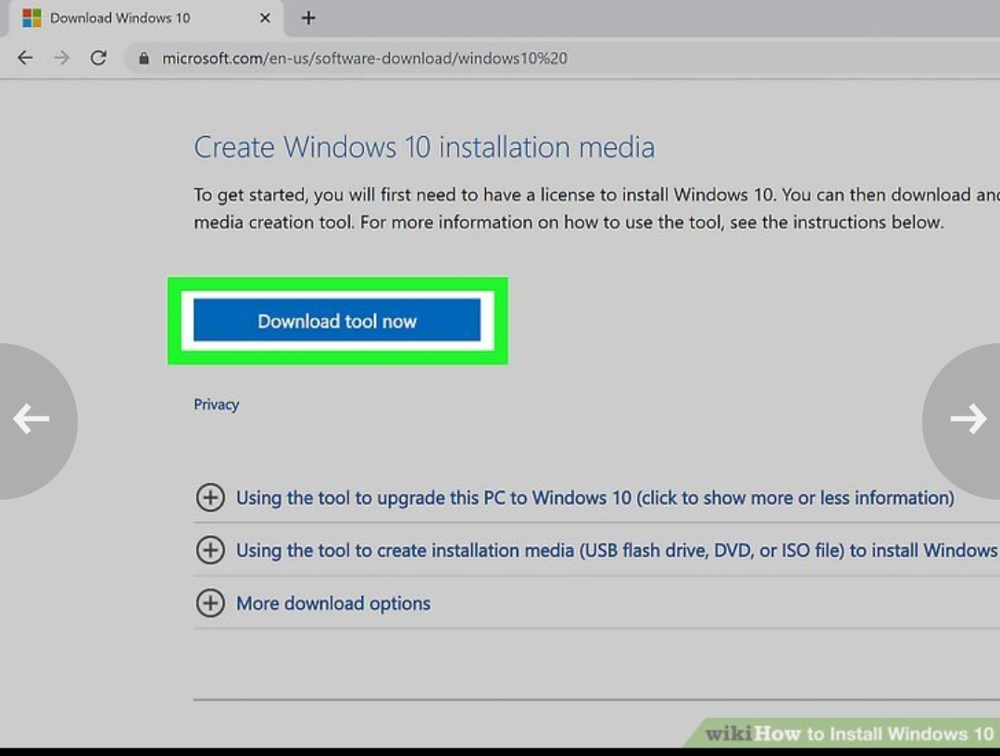 Download Windows 10
microsoft.com/en-us/software-download/windows10%20
Create Windows 10 installation media
To get started, you will first need to have a license to install Windows 10. You can then download and
media creation tool. For more information on how to use the tool, see the instructions below.
Download tool now
Privacy
Using the tool to upgrade this PC to Windows 10 (click to show more or less information)
Using the tool to create installation media (USB flash drive, DVD, or ISO file) to install Windows
More download options
wikiHow to Install Windows 10